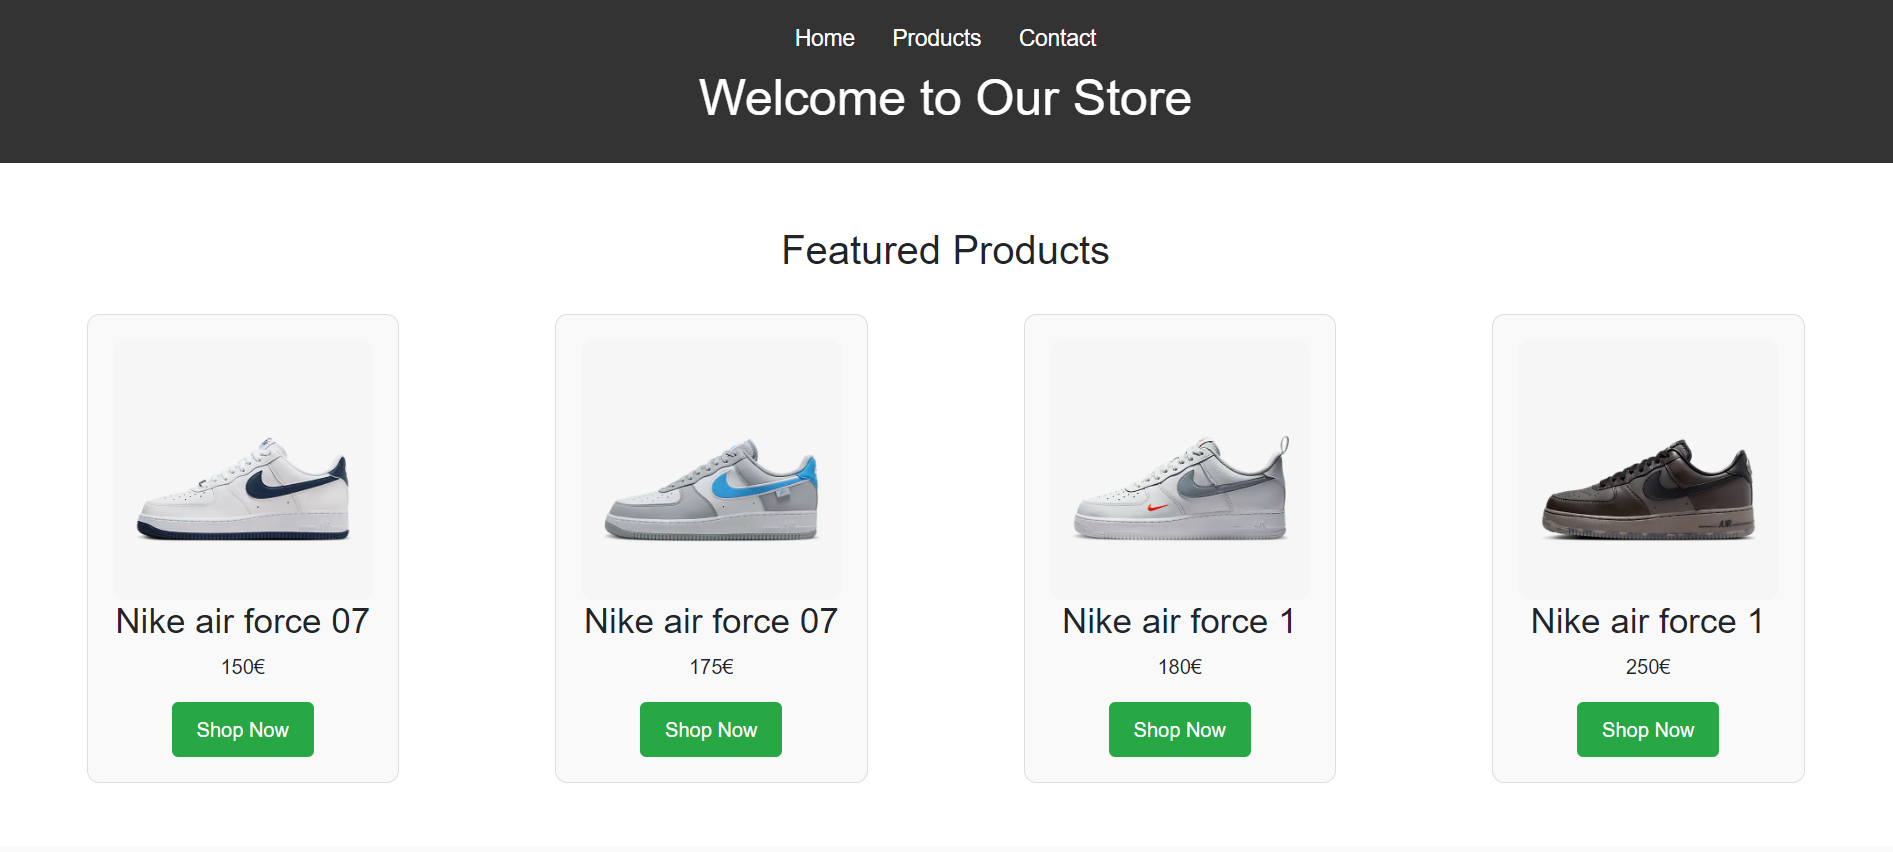 Home Products Contact
Welcome to Our Store
Featured Products
Nike air force 07
150€
Shop Now
Nike air force 07
175€
Shop Now
Nike air force 1
180€
Shop Now
Nike air force 1
250€
Shop Now